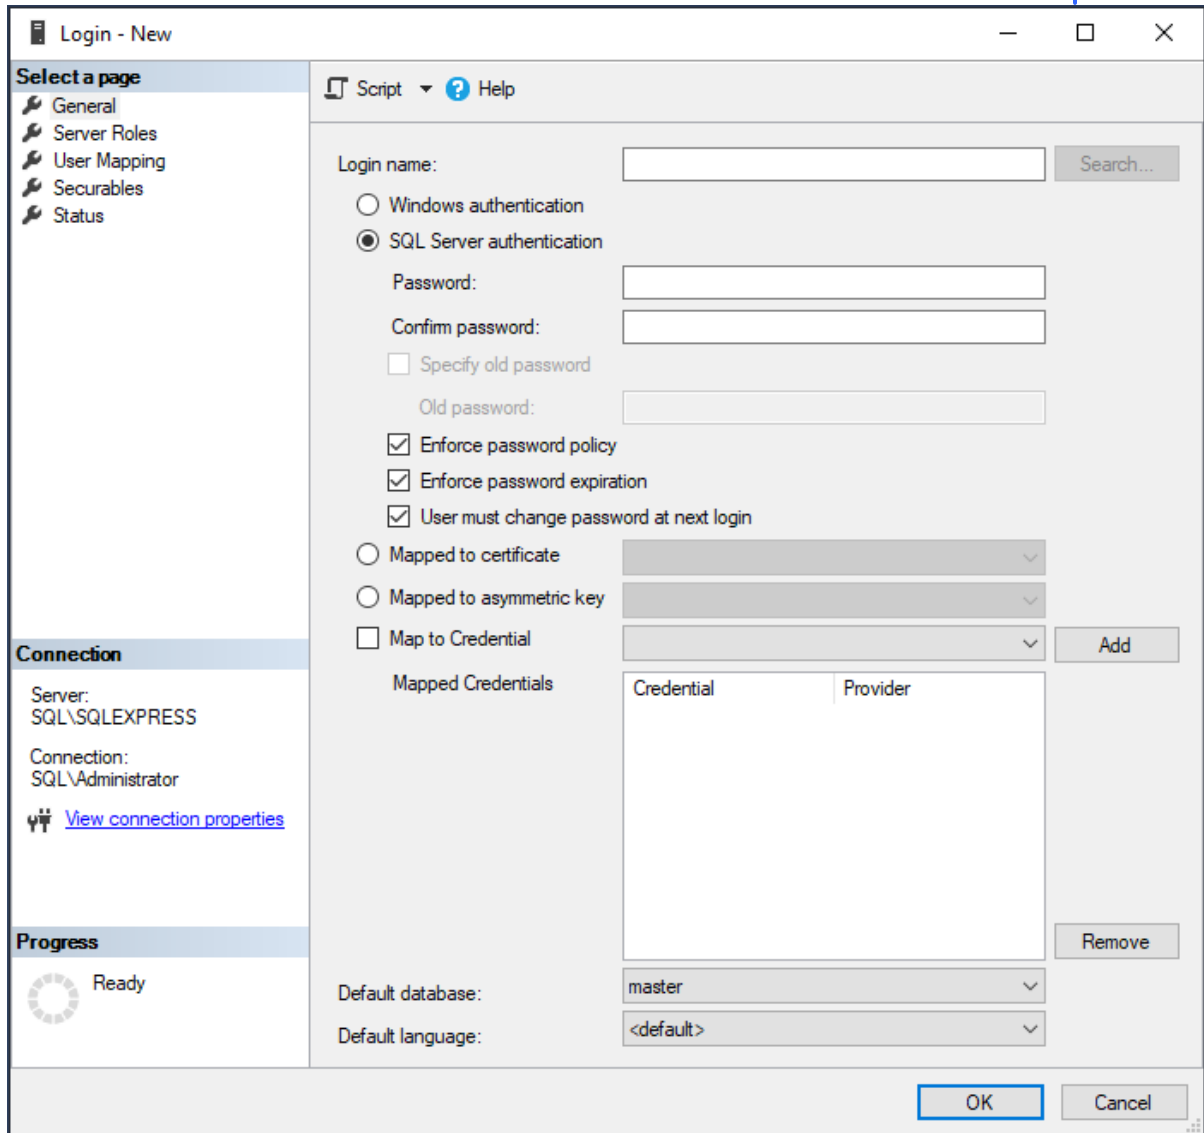 Login - New
Select a page
General
Server Roles
User Mapping
Securables
Status
Connection
Server:
SQL\SQLEXPRESS
Connection:
SQL\Administrator
View connection properties
Progress
Ready
Script
Help
Login name:
Search...
Windows authentication
SQL Server authentication
Password:
Confirm password:
Specify old password
Old password:
Enforce password policy
Enforce password expiration
User must change password at next login
Mapped to certificate
Mapped to asymmetric key
Map to Credential
Add
Mapped Credentials
Credential
Provider
Remove
Default database:
master
Default language:
<default>
OK
Cancel